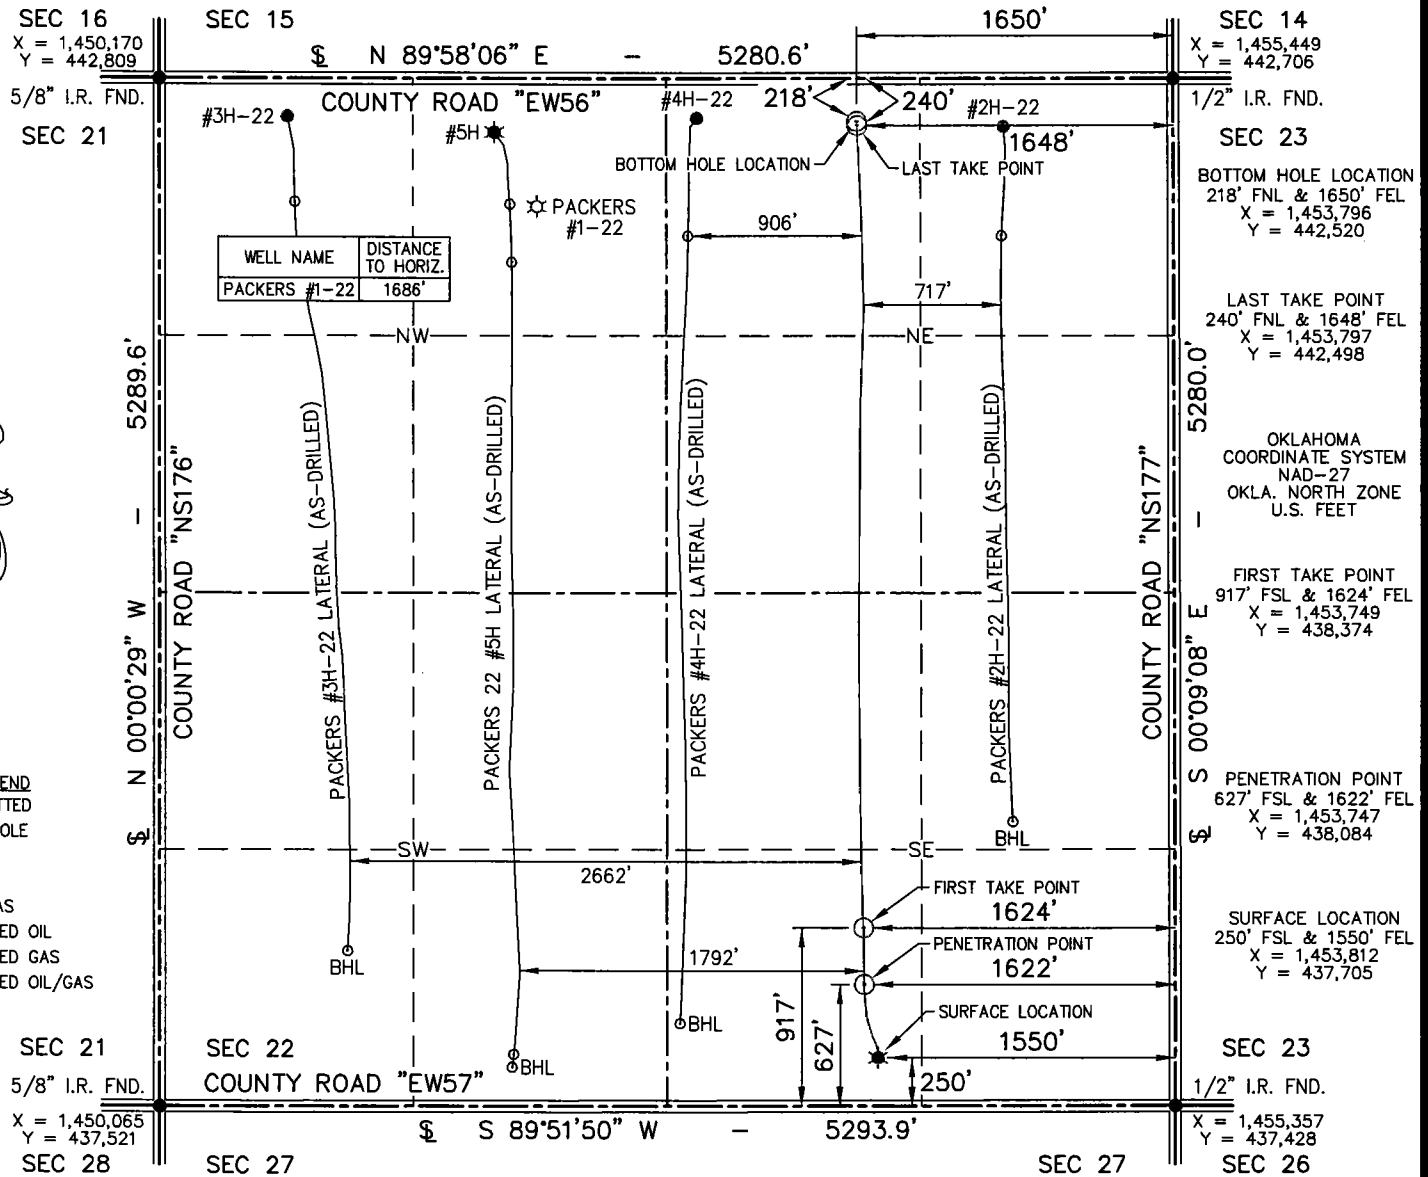 SEC 16
X = 1,450,170
Y = 442,809
SEC 15
1650'
SEC 14
X = 1,455,449
Y = 442,706
℄ N 89°58'06" E - 5280.6'
5/8" I.R. FND.
COUNTY ROAD "EW56"
#4H-22
218'
240'
#2H-22
1/2" I.R. FND.
SEC 21
#3H-22
#5H
1648'
SEC 23
BOTTOM HOLE LOCATION
LAST TAKE POINT
BOTTOM HOLE LOCATION
218' FNL & 1650' FEL
X = 1,453,796
Y = 442,520
PACKERS
#1-22
906'
WELL NAME
DISTANCE
TO HORIZ.
PACKERS #1-22
1686'
717'
LAST TAKE POINT
240' FNL & 1648' FEL
X = 1,453,797
Y = 442,498
NW
NE
℄ N 00°00'29" W - 5289.6'
COUNTY ROAD "NS176"
PACKERS #3H-22 LATERAL (AS-DRILLED)
PACKERS 22 #5H LATERAL (AS-DRILLED)
PACKERS #4H-22 LATERAL (AS-DRILLED)
PACKERS #2H-22 LATERAL (AS-DRILLED)
COUNTY ROAD "NS177"
℄ S 00°09'08" E - 5280.0'
OKLAHOMA
COORDINATE SYSTEM
NAD-27
OKLA. NORTH ZONE
U.S. FEET
FIRST TAKE POINT
917' FSL & 1624' FEL
X = 1,453,749
Y = 438,374
END
TTED
OLE
AS
ED OIL
ED GAS
ED OIL/GAS
PENETRATION POINT
627' FSL & 1622' FEL
X = 1,453,747
Y = 438,084
BHL
SW
SE
2662'
FIRST TAKE POINT
1624'
SURFACE LOCATION
250' FSL & 1550' FEL
X = 1,453,812
Y = 437,705
PENETRATION POINT
1622'
1792'
BHL
917'
627'
SURFACE LOCATION
1550'
BHL
BHL
250'
SEC 21
SEC 22
SEC 23
5/8" I.R. FND.
COUNTY ROAD "EW57"
1/2" I.R. FND.
X = 1,450,065
Y = 437,521
℄ S 89°51'50" W - 5293.9'
X = 1,455,357
Y = 437,428
SEC 28
SEC 27
SEC 27
SEC 26